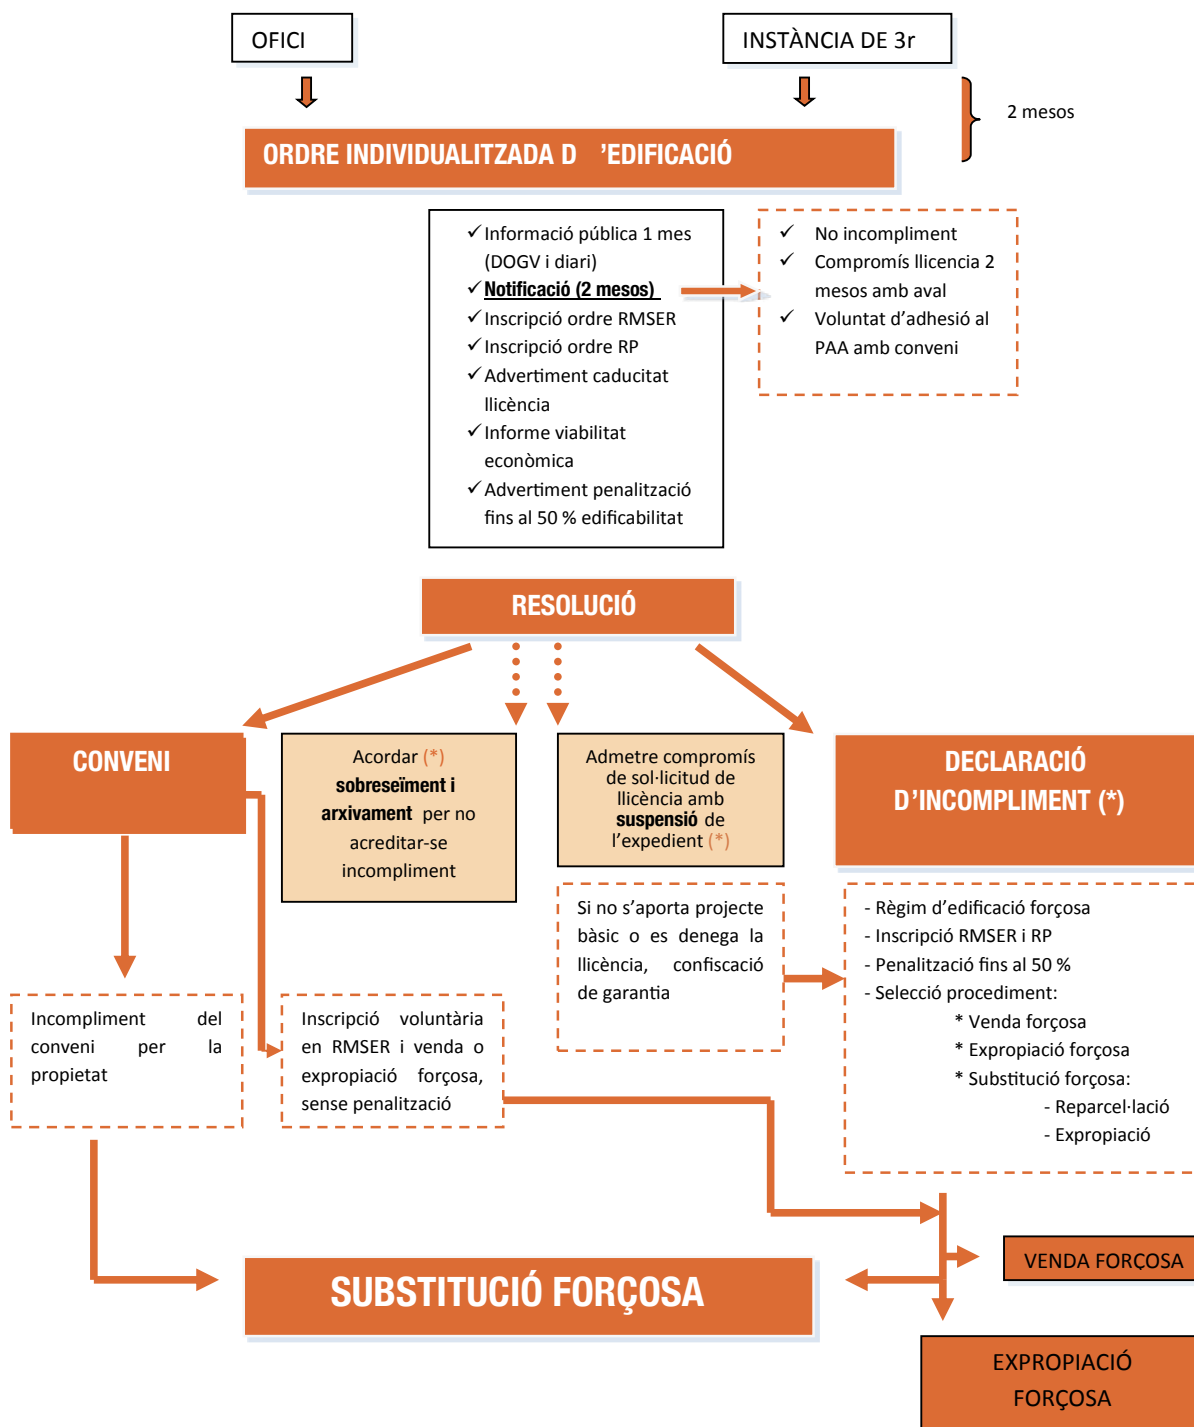 OFICI
INSTÀNCIA DE 3r
2 mesos
ORDRE INDIVIDUALITZADA D ’EDIFICACIÓ
✓ Informació pública 1 mes
(DOGV i diari)
✓ Notificació (2 mesos)
✓ Inscripció ordre RMSER
✓ Inscripció ordre RP
✓ Advertiment caducitat
llicència
✓ Informe viabilitat
econòmica
✓ Advertiment penalització
fins al 50 % edificabilitat
✓ No incompliment
✓ Compromís llicencia 2
mesos amb aval
✓ Voluntat d’adhesió al
PAA amb conveni
RESOLUCIÓ
CONVENI
Acordar (*)
sobreseïment i
arxivament per no
acreditar-se
incompliment
Admetre compromís
de sol·licitud de
llicència amb
suspensió de
l’expedient (*)
DECLARACIÓ
D’INCOMPLIMENT (*)
Si no s’aporta projecte
bàsic o es denega la
llicència, confiscació
de garantia
- Règim d’edificació forçosa
- Inscripció RMSER i RP
- Penalització fins al 50 %
- Selecció procediment:
* Venda forçosa
* Expropiació forçosa
* Substitució forçosa:
- Reparcel·lació
- Expropiació
Incompliment del
conveni per la
propietat
Inscripció voluntària
en RMSER i venda o
expropiació forçosa,
sense penalització
SUBSTITUCIÓ FORÇOSA
VENDA FORÇOSA
EXPROPIACIÓ
FORÇOSA